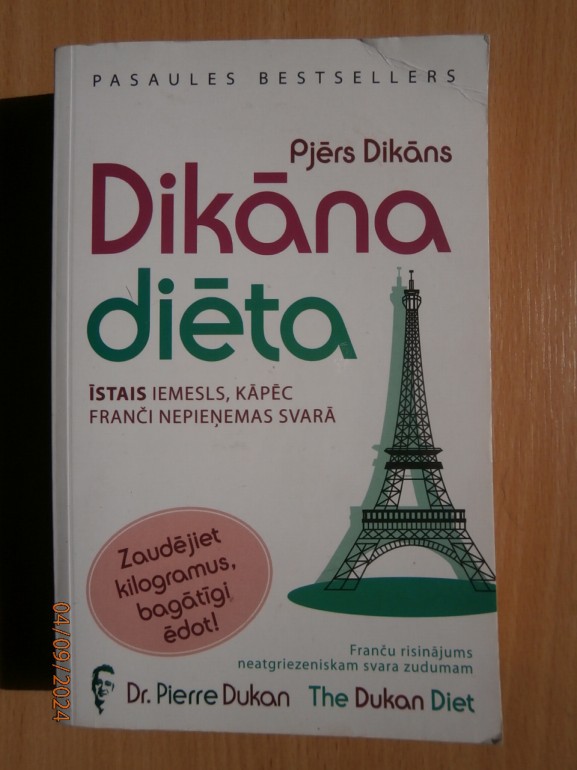 PASAULES BESTSELLERS
Pjērs Dikāns
Dikāna
diēta
ĪSTAIS IEMESLS, KĀPĒC
FRANČI NEPIEŅEMAS SVARĀ
Zaudējiet
kilogramus,
bagātīgi
ēdot!
Franču risinājums
neatgriezeniskam svara zudumam
Dr. Pierre Dukan The Dukan Diet
04/09/2024